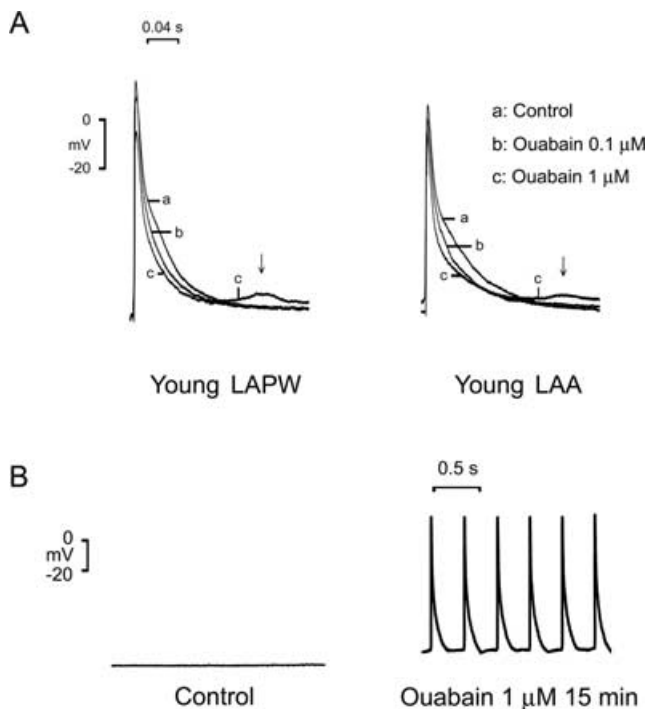 A
0.04 s
0
mV
-20
a
b
c
c
Young LAPW
a
b
c
c
a: Control
b: Ouabain 0.1 µM
c: Ouabain 1 µM
Young LAA
B
0
mV
-20
Control
0.5 s
Ouabain 1 µM 15 min